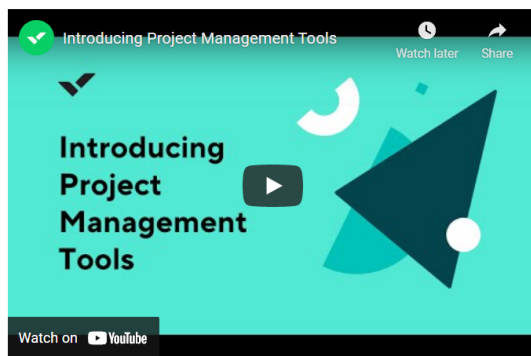 Introducing Project Management Tools
Watch later
Share
Introducing
Project
Management
Tools
Watch on YouTube